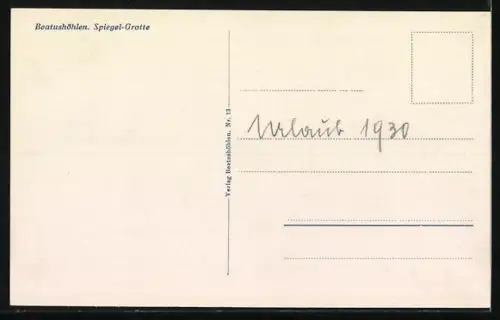 Beatushöhlen. Spiegel-Grotte
Verlag Beatushöhlen. Nr. 13
Urlaub 1930